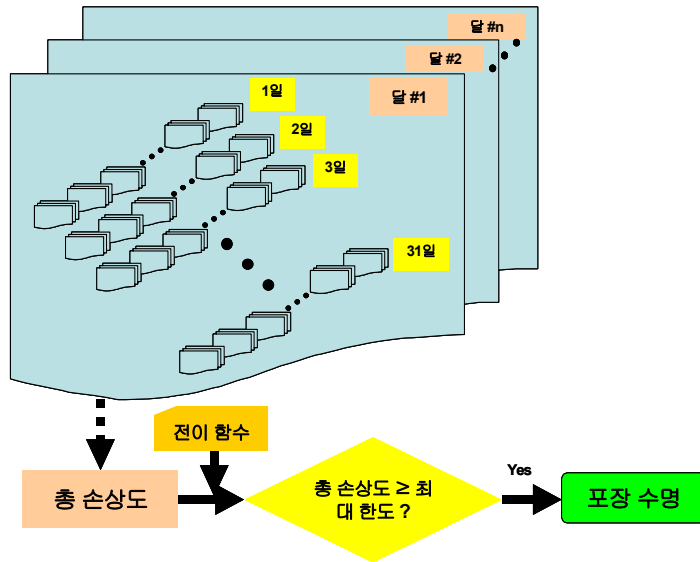 달 #n
달 #2
달 #1
1일
2일
3일
31일
전이 함수
총 손상도
총 손상도 ≥ 최
대 한도 ?
Yes
포장 수명